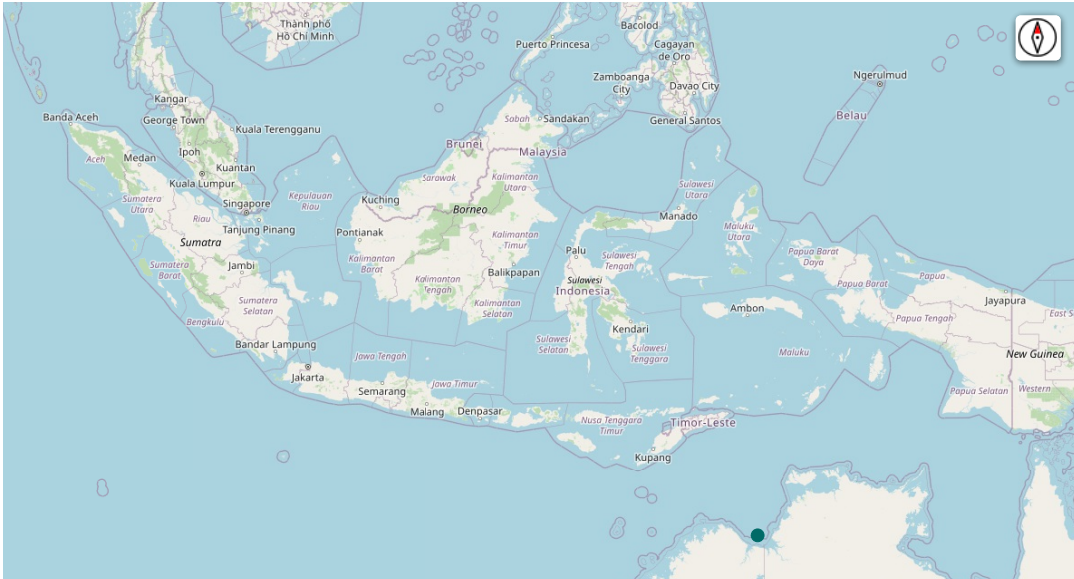 Thành phố
Hồ Chí Minh
Bacolod
Puerto Princesa
Cagayan
de Oro
Zamboanga
City
Davao City
General Santos
Ngerulmud
Belau
Kangar
Banda Aceh
George Town
Kuala Terengganu
Ipoh
Aceh
Medan
Kuantan
Kuala Lumpur
Sumatera
Utara
Singapore
Riau
Kepulauan
Riau
Tanjung Pinang
Sumatra
Sumatera
Barat
Jambi
Sumatera
Selatan
Bengkulu
Bandar Lampung
Jakarta
Sabah
Sandakan
Brunei
Malaysia
Sarawak
Kalimantan
Utara
Kuching
Borneo
Pontianak
Kalimantan
Timur
Kalimantan
Barat
Balikpapan
Kalimantan
Tengah
Kalimantan
Selatan
Sulawesi
Utara
Manado
Maluku
Utara
Palu
Sulawesi
Tengah
Sulawesi
Indonesia
Kendari
Sulawesi
Selatan
Sulawesi
Tenggara
Ambon
Maluku
Papua Barat
Daya
Papua Barat
Papua
Jayapura
Papua Tengah
East S
New Guinea
Papua Selatan
Western
Jawa Tengah
Semarang
Jawa Timur
Malang
Denpasar
Nusa Tenggara
Timur
Timor-Leste
Kupang